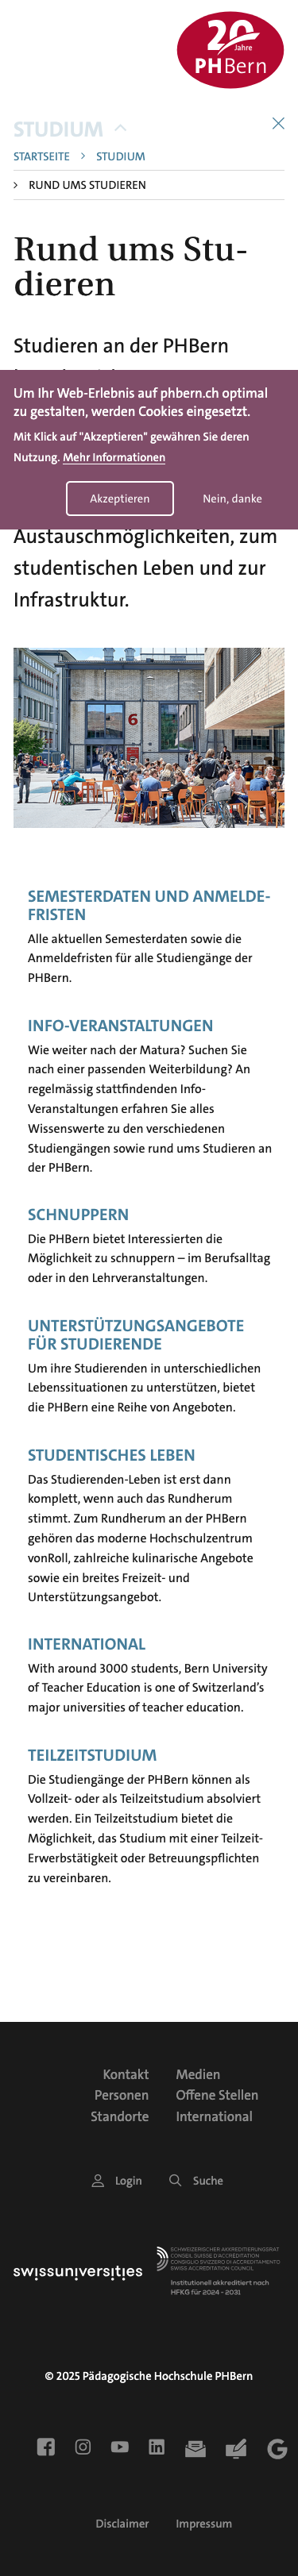 20
Jahre
PHBern
STUDIUM
STARTSEITE > STUDIUM
> RUND UMS STUDIEREN
Rund ums Stu-
dieren
Studieren an der PHBern
Um Ihr Web-Erlebnis auf phbern.ch optimal
zu gestalten, werden Cookies eingesetzt.
Mit Klick auf "Akzeptieren" gewähren Sie deren
Nutzung. Mehr Informationen
Akzeptieren Nein, danke
Austauschmöglichkeiten, zum
studentischen Leben und zur
Infrastruktur.
6
SEMESTERDATEN UND ANMELDE-
FRISTEN
Alle aktuellen Semesterdaten sowie die
Anmeldefristen für alle Studiengänge der
PHBern.
INFO-VERANSTALTUNGEN
Wie weiter nach der Matura? Suchen Sie
nach einer passenden Weiterbildung? An
regelmässig stattfindenden Info-
Veranstaltungen erfahren Sie alles
Wissenswerte zu den verschiedenen
Studiengängen sowie rund ums Studieren an
der PHBern.
SCHNUPPERN
Die PHBern bietet Interessierten die
Möglichkeit zu schnuppern – im Berufsalltag
oder in den Lehrveranstaltungen.
UNTERSTÜTZUNGSANGEBOTE
FÜR STUDIERENDE
Um ihre Studierenden in unterschiedlichen
Lebenssituationen zu unterstützen, bietet
die PHBern eine Reihe von Angeboten.
STUDENTISCHES LEBEN
Das Studierenden-Leben ist erst dann
komplett, wenn auch das Rundherum
stimmt. Zum Rundherum an der PHBern
gehören das moderne Hochschulzentrum
vonRoll, zahlreiche kulinarische Angebote
sowie ein breites Freizeit- und
Unterstützungsangebot.
INTERNATIONAL
With around 3000 students, Bern University
of Teacher Education is one of Switzerland's
major universities of teacher education.
TEILZEITSTUDIUM
Die Studiengänge der PHBern können als
Vollzeit- oder als Teilzeitstudium absolviert
werden. Ein Teilzeitstudium bietet die
Möglichkeit, das Studium mit einer Teilzeit-
Erwerbstätigkeit oder Betreuungspflichten
zu vereinbaren.
Kontakt Medien
Personen Offene Stellen
Standorte International
Login Suche
swissuniversities
SCHWEIZERISCHER AKKREDITIERUNGSRAT
CONSEIL SUISSE D'ACCRÉDITATION
CONSIGLIO SVIZZERO DI ACCREDITAMENTO
SWISS ACCREDITATION COUNCIL
Institutionell akkreditiert nach
HFKG für 2024 - 2031
© 2025 Pädagogische Hochschule PHBern
Disclaimer Impressum